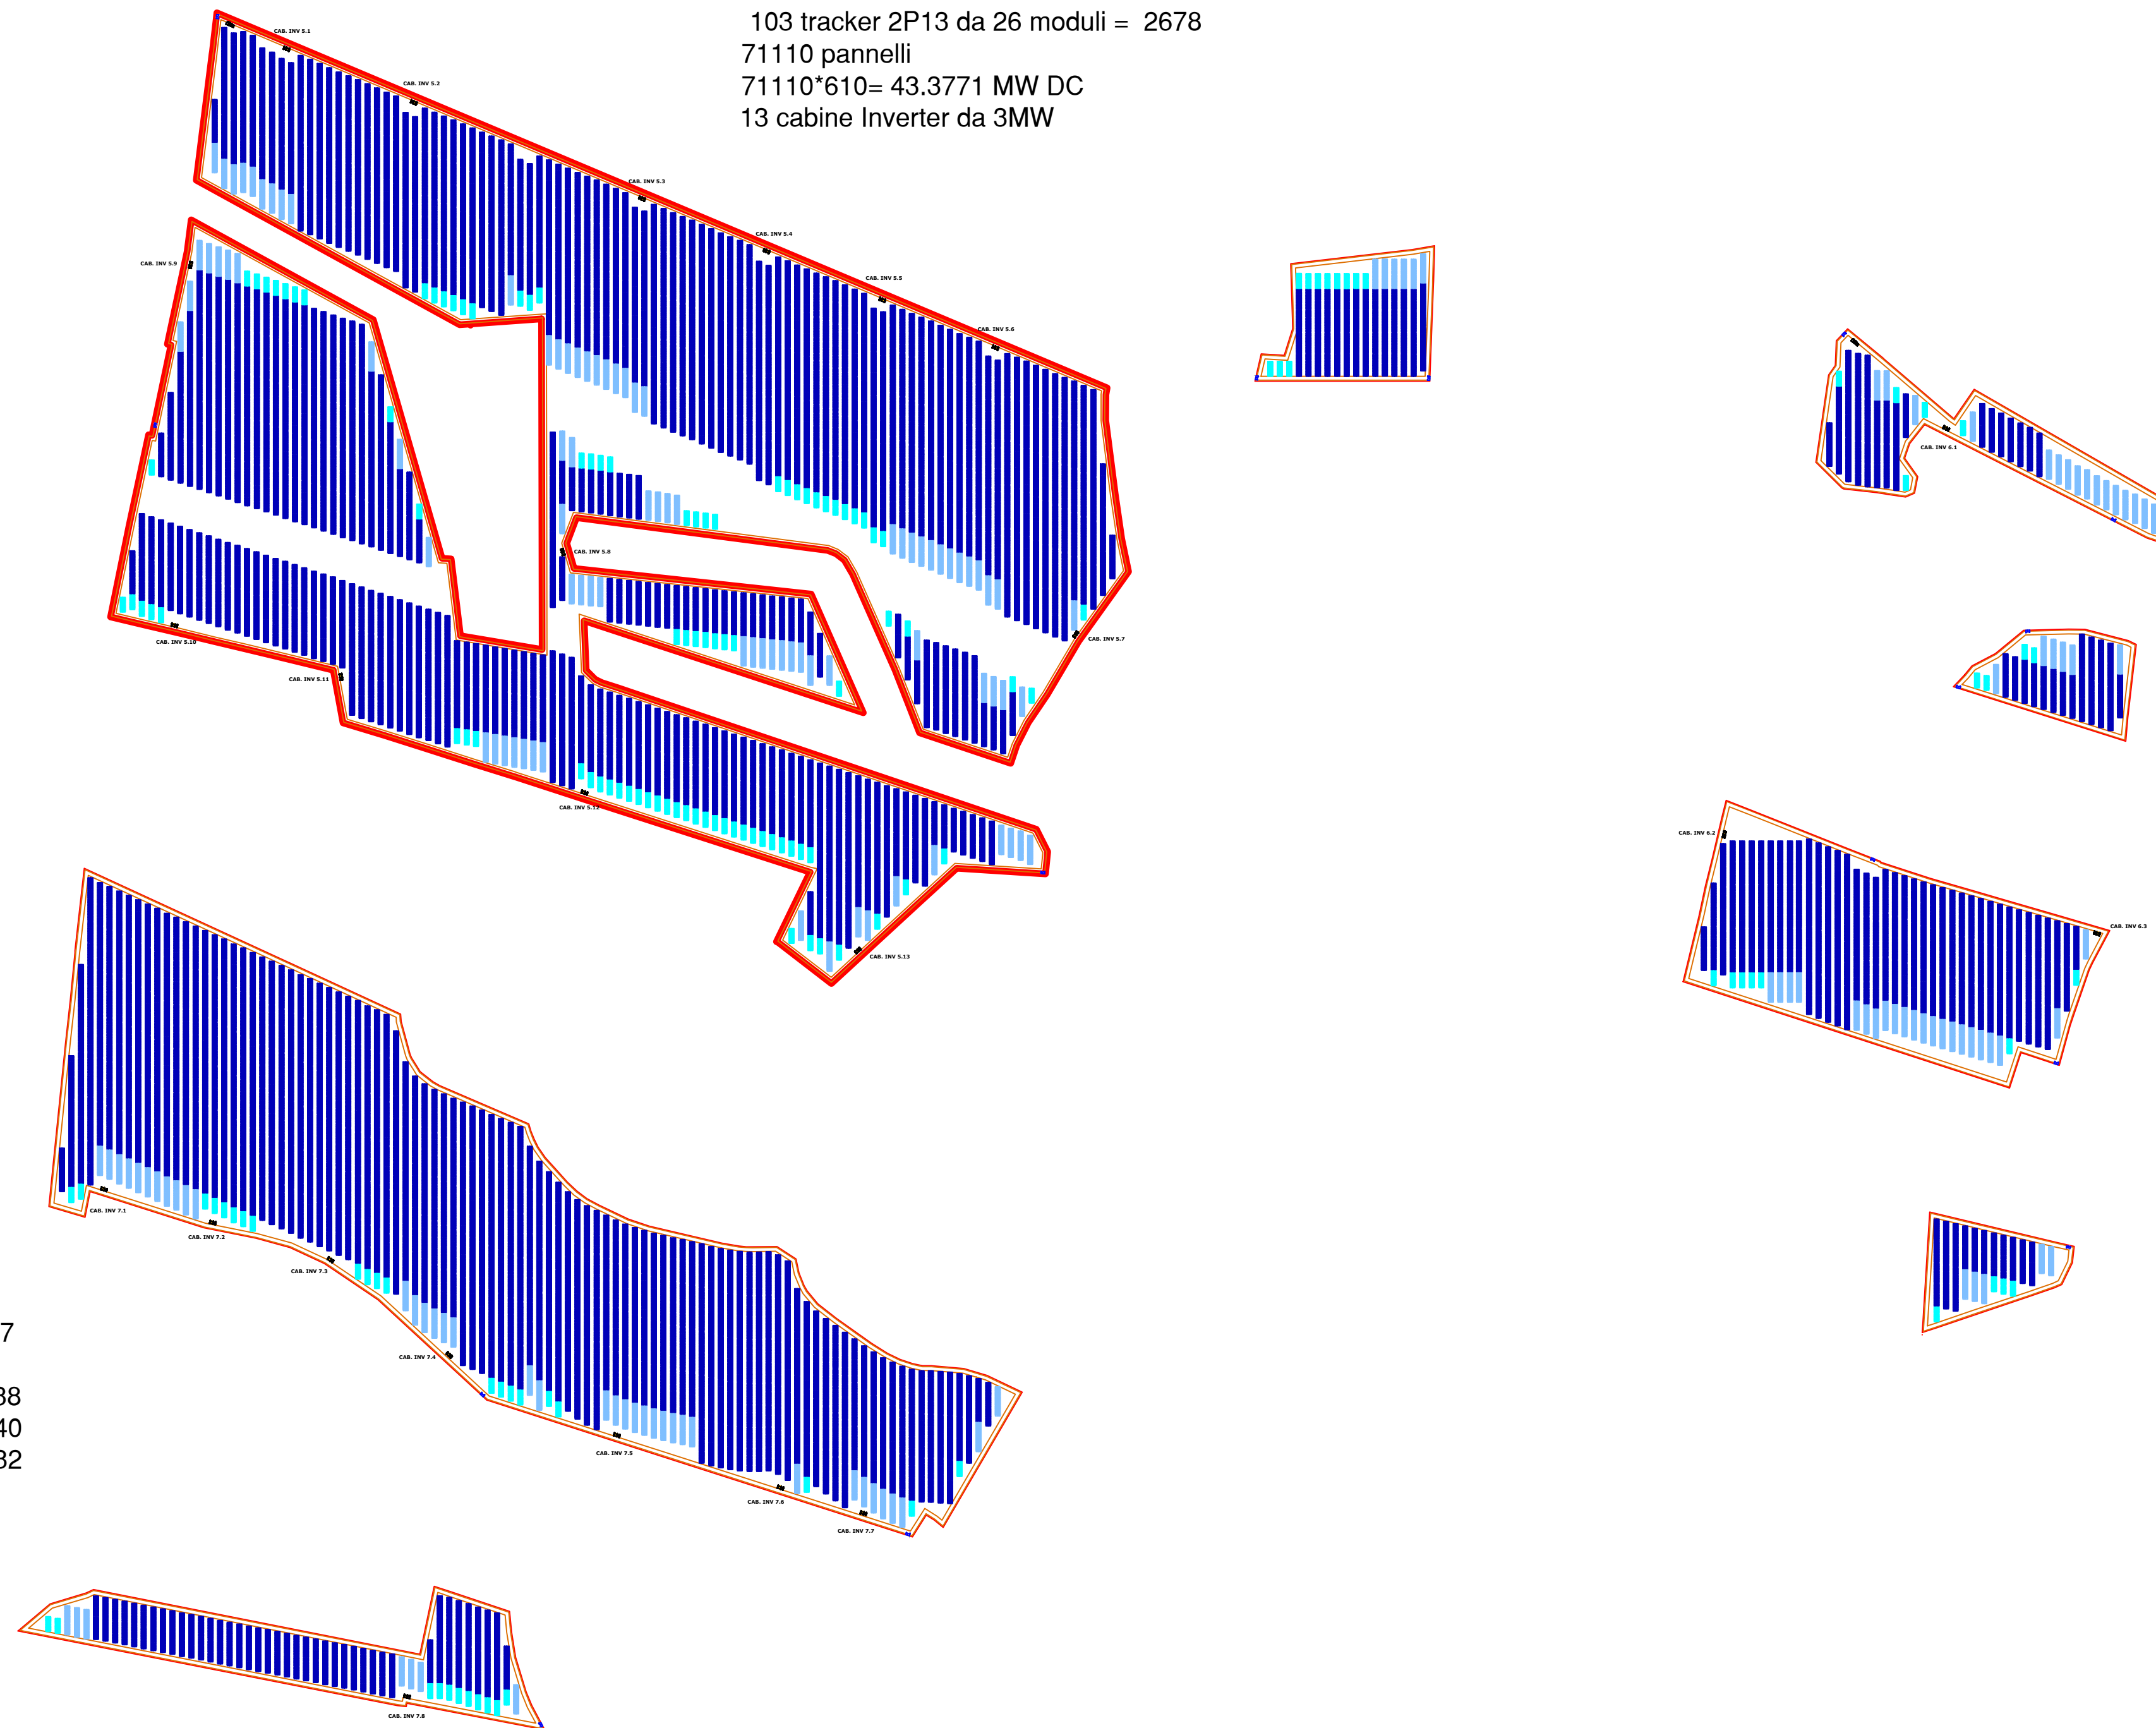 103 tracker 2P13 da 26 moduli = 2678
71110 pannelli
71110*610= 43.3771 MW DC
13 cabine Inverter da 3MW
CAB. INV 5.1
CAB. INV 5.2
CAB. INV 5.3
CAB. INV 5.4
CAB. INV 5.5
CAB. INV 5.6
CAB. INV 5.9
CAB. INV 5.8
CAB. INV 5.7
CAB. INV 5.10
CAB. INV 5.11
CAB. INV 5.12
CAB. INV 5.13
CAB. INV 6.1
CAB. INV 6.2
CAB. INV 6.3
CAB. INV 7.1
CAB. INV 7.2
CAB. INV 7.3
CAB. INV 7.4
CAB. INV 7.5
CAB. INV 7.6
CAB. INV 7.7
CAB. INV 7.8
7
38
40
32